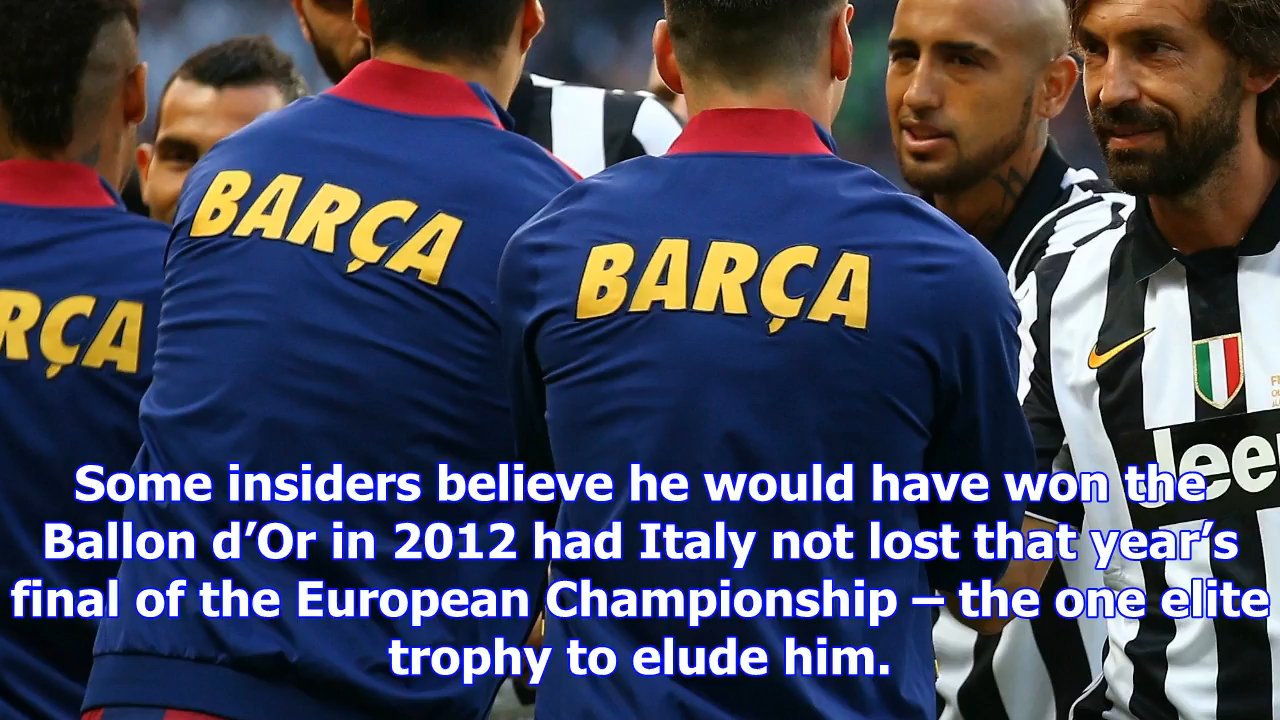 BARÇA
BARÇA
RÇA
Jee
Some insiders believe he would have won the
Ballon d’Or in 2012 had Italy not lost that year’s
final of the European Championship – the one elite
trophy to elude him.